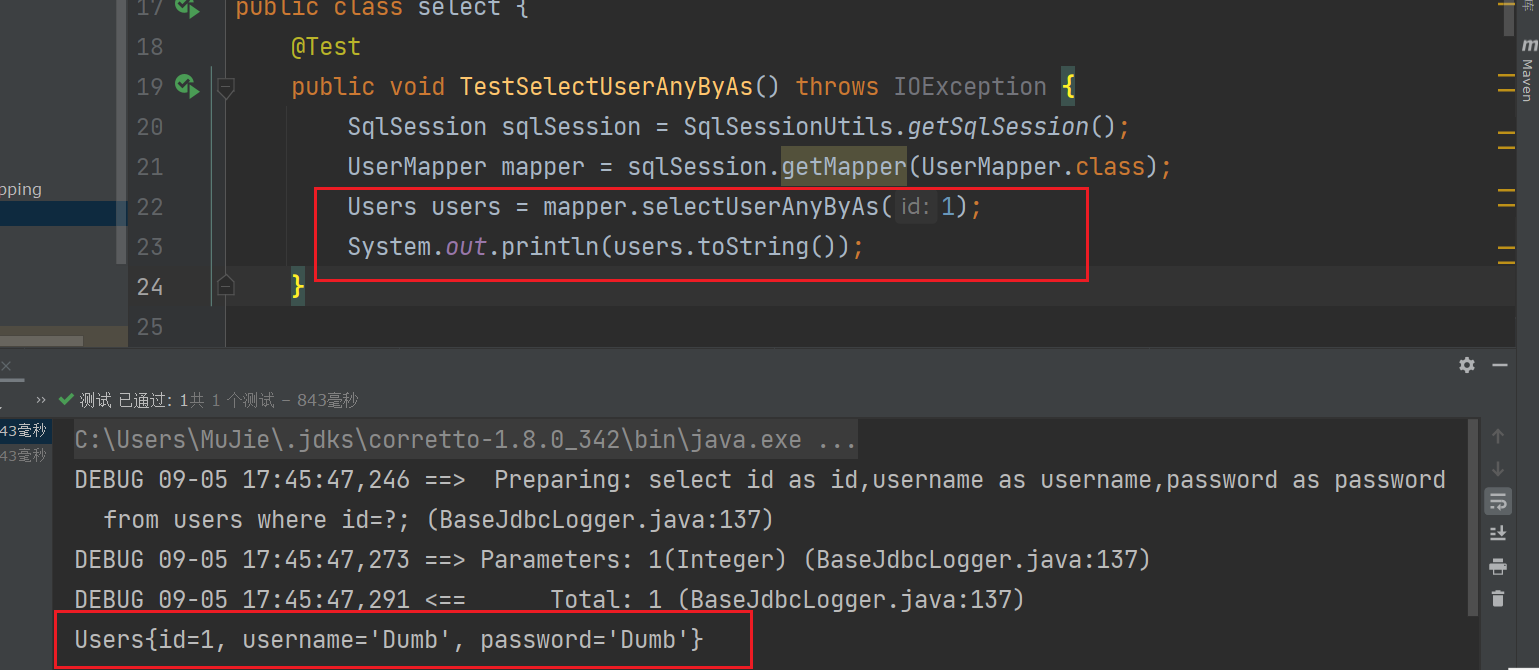 17 public class select {
库
18 @Test
19 public void TestSelectUserAnyByAs() throws IOException {
m Maven
20 SqlSession sqlSession = SqlSessionUtils.getSqlSession();
21 UserMapper mapper = sqlSession.getMapper(UserMapper.class);
pping
22 Users users = mapper.selectUserAnyByAs( id: 1);
23 System.out.println(users.toString());
24 }
25
>> 测试 已通过: 1共 1 个测试 – 843毫秒
43毫秒
43毫秒
C:\Users\MuJie\.jdks\corretto-1.8.0_342\bin\java.exe ...
DEBUG 09-05 17:45:47,246 ==>  Preparing: select id as id,username as username,password as password
from users where id=?; (BaseJdbcLogger.java:137)
DEBUG 09-05 17:45:47,273 ==> Parameters: 1(Integer) (BaseJdbcLogger.java:137)
DEBUG 09-05 17:45:47,291 <==      Total: 1 (BaseJdbcLogger.java:137)
Users{id=1, username='Dumb', password='Dumb'}